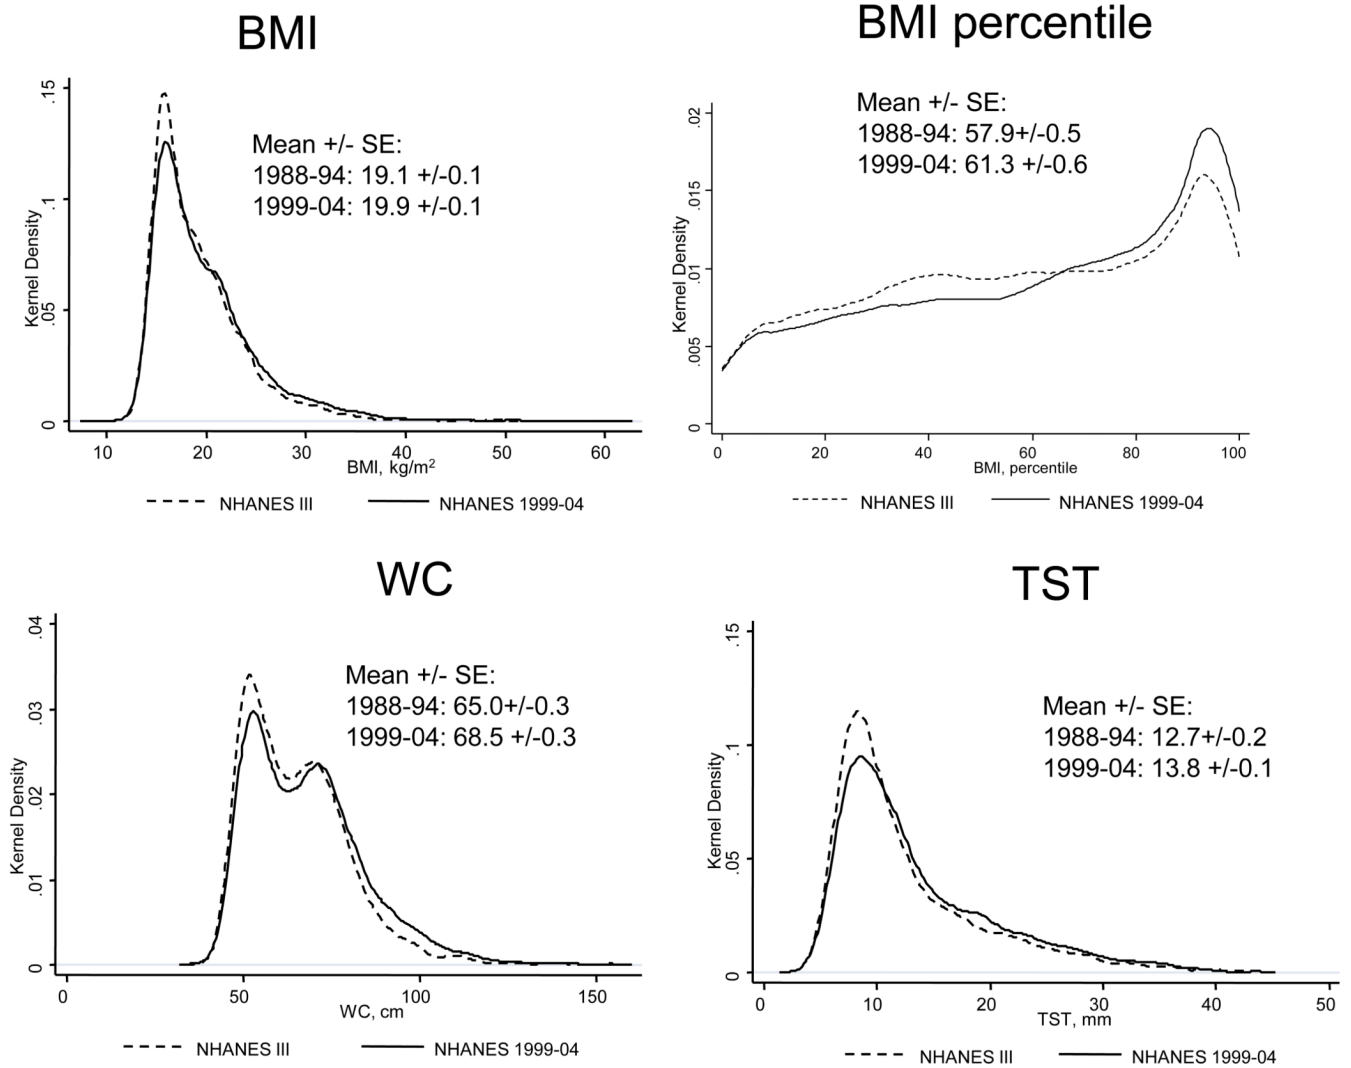 BMI
.15
.1
.05
0
Kernel Density
Mean +/- SE:
1988-94: 19.1 +/-0.1
1999-04: 19.9 +/-0.1
10 20 30 40 50 60
BMI, kg/m²
NHANES III NHANES 1999-04
BMI percentile
.02
.015
.01
.005
0
Kernel Density
Mean +/- SE:
1988-94: 57.9+/-0.5
1999-04: 61.3 +/-0.6
0 20 40 60 80 100
BMI, percentile
NHANES III NHANES 1999-04
WC
.04
.03
.02
.01
0
Kernel Density
Mean +/- SE:
1988-94: 65.0+/-0.3
1999-04: 68.5 +/-0.3
0 50 100 150
WC, cm
NHANES III NHANES 1999-04
TST
.15
.1
.05
0
Kernel Density
Mean +/- SE:
1988-94: 12.7+/-0.2
1999-04: 13.8 +/-0.1
0 10 20 30 40 50
TST, mm
NHANES III NHANES 1999-04